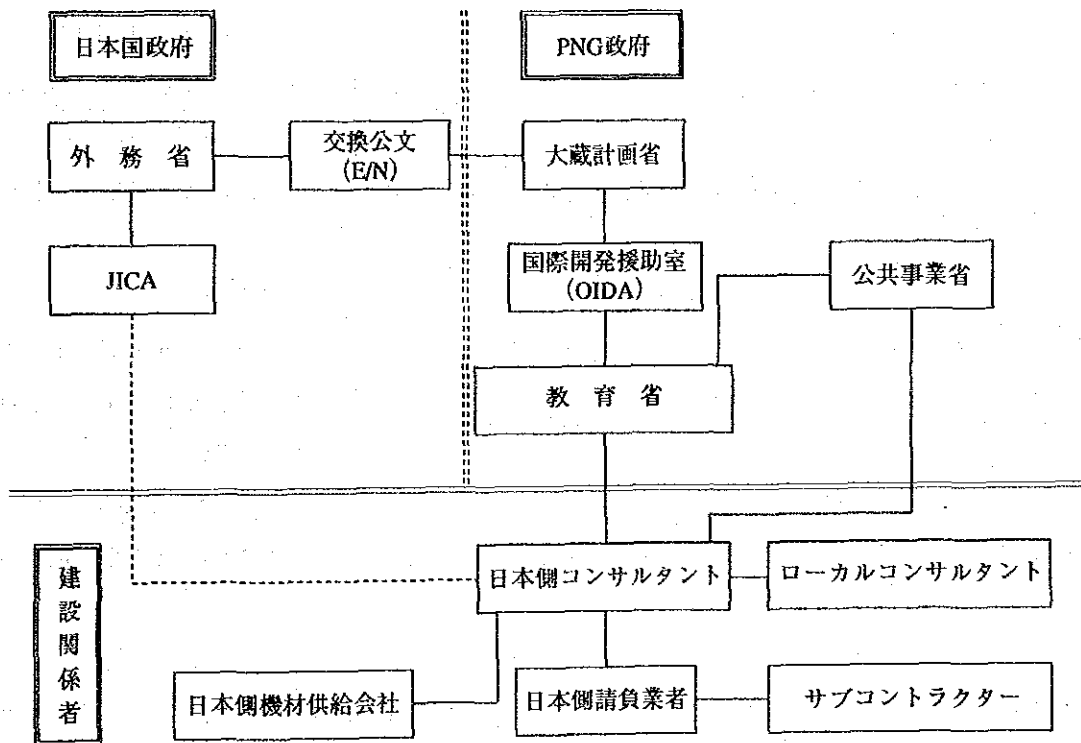 日本国政府
PNG政府
外務省
交換公文
(E/N)
大蔵計画省
JICA
国際開発援助室
(OIDA)
公共事業省
教育省
建設関係者
日本側コンサルタント
ローカルコンサルタント
日本側機材供給会社
日本側請負業者
サブコントラクター